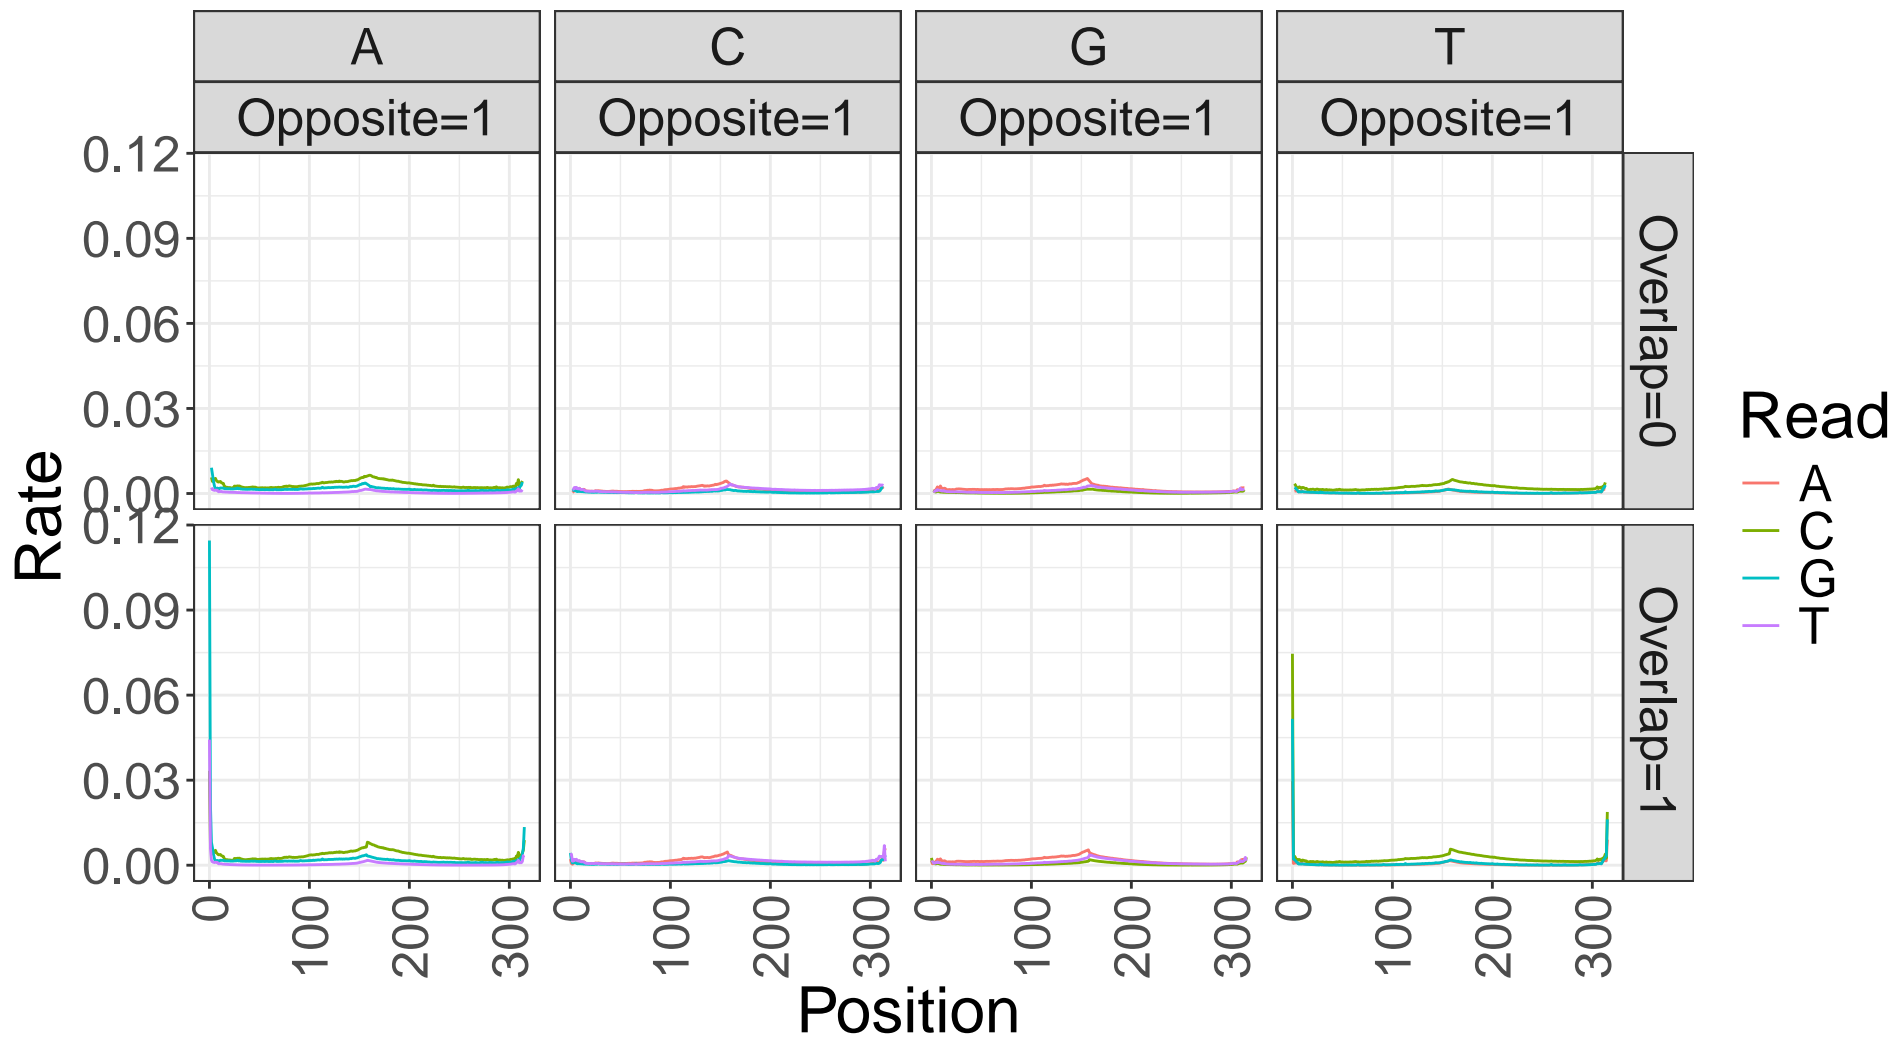 A C G T
Opposite=1 Opposite=1 Opposite=1 Opposite=1
0.12
0.09
0.06
0.03
0.00
Overlap=0
0.12
0.09
0.06
0.03
0.00
Overlap=1
Rate
0 100 200 300 0 100 200 300 0 100 200 300 0 100 200 300
Position
Read
A
C
G
T